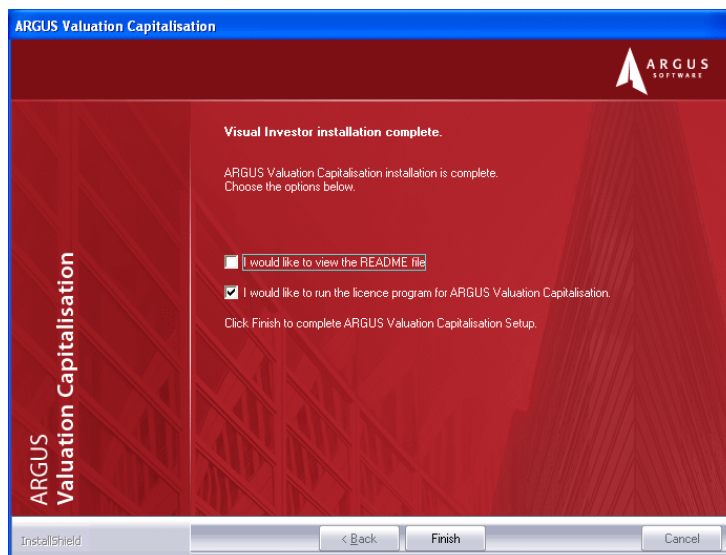 ARGUS Valuation Capitalisation
ARGUS
SOFTWARE
Visual Investor installation complete.
ARGUS Valuation Capitalisation installation is complete.
Choose the options below.
I would like to view the README file
I would like to run the licence program for ARGUS Valuation Capitalisation.
Click Finish to complete ARGUS Valuation Capitalisation Setup.
ARGUS
Valuation Capitalisation
InstallShield
< Back
Finish
Cancel